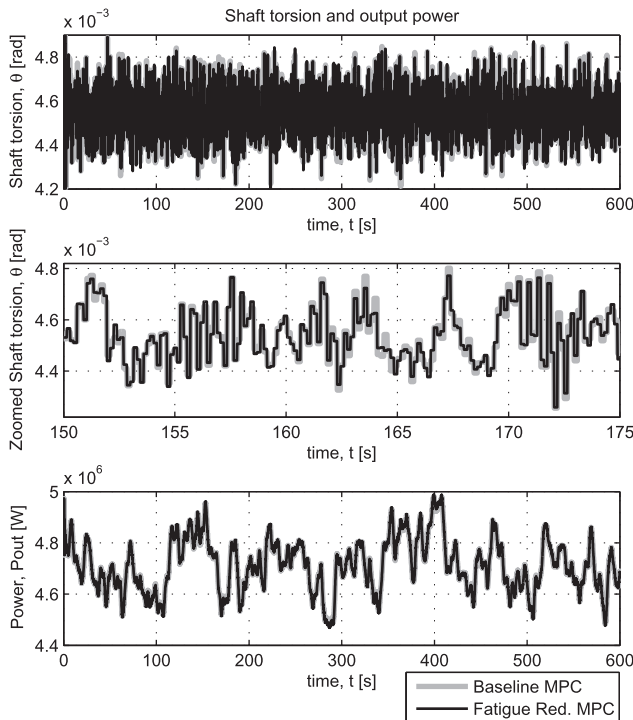 Shaft torsion and output power
x 10⁻³
Shaft torsion, θ [rad]
4.8
4.6
4.4
4.2
0 100 200 300 400 500 600
time, t [s]
x 10⁻³
Zoomed Shaft torsion, θ [rad]
4.8
4.6
4.4
150 155 160 165 170 175
time, t [s]
x 10⁶
Power, Pout [W]
5
4.8
4.6
4.4
0 100 200 300 400 500 600
time, t [s]
Baseline MPC
Fatigue Red. MPC